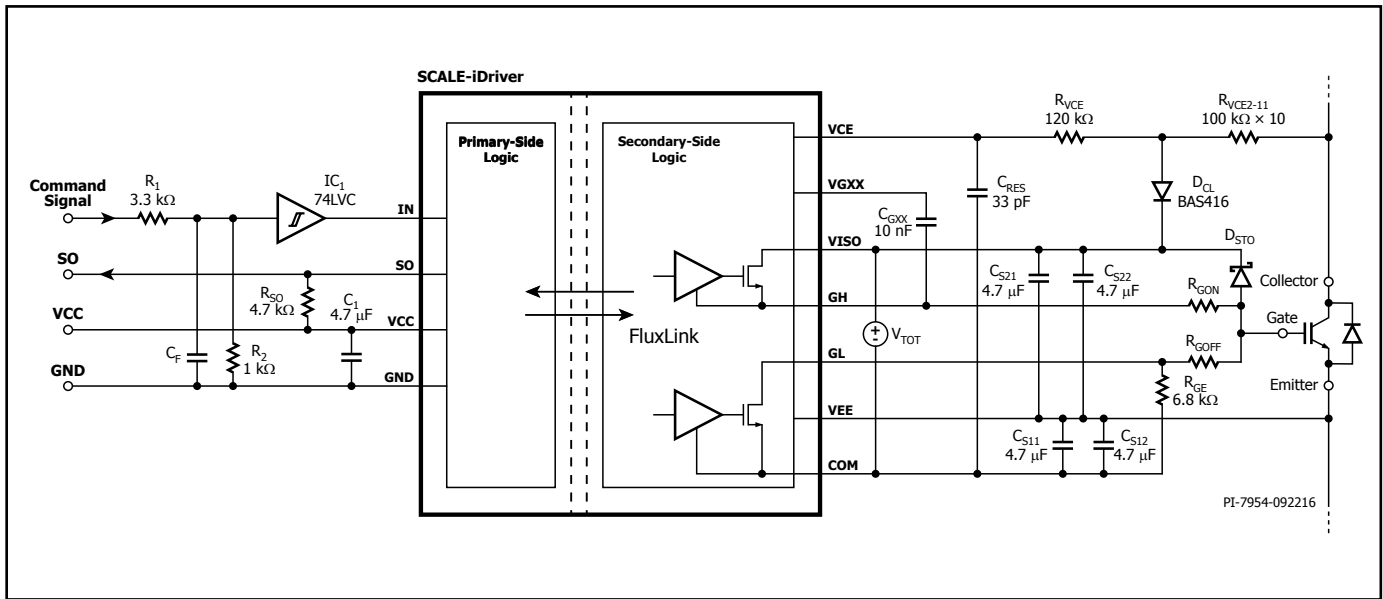 SCALE-iDriver
Primary-Side
Logic
Secondary-Side
Logic
FluxLink
Command
Signal
R1
3.3 kΩ
IC1
74LVC
IN
SO
SO
RSO
4.7 kΩ
C1
4.7 μF
VCC
VCC
CF
R2
1 kΩ
GND
GND
VCE
VGXX
VISO
GH
GL
VEE
COM
RVCE
120 kΩ
RVCE2-11
100 kΩ × 10
CRES
33 pF
DCL
BAS416
CGXX
10 nF
DSTO
CS21
4.7 μF
CS22
4.7 μF
RGON
Collector
Gate
VTOT
RGOFF
RGE
6.8 kΩ
Emitter
CS11
4.7 μF
CS12
4.7 μF
PI-7954-092216